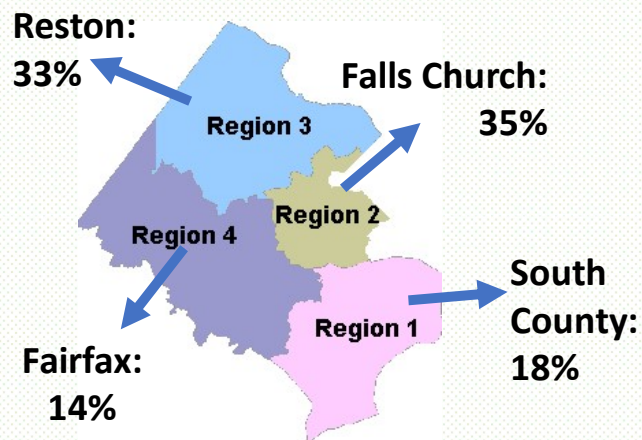 Reston:
33%
Falls Church:
35%
Region 3
Region 2
Region 4
South
County:
18%
Region 1
Fairfax:
14%